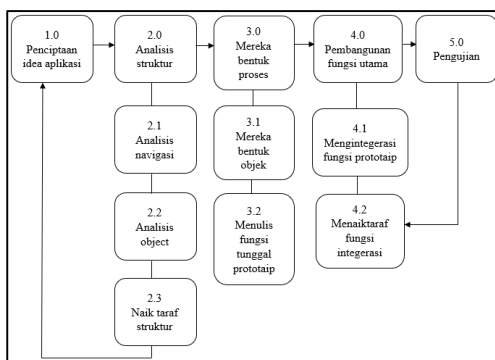 1.0
Penciptaan
idea aplikasi
2.0
Analisis
struktur
3.0
Mereka
bentuk
proses
4.0
Pembangunan
fungsi utama
5.0
Pengujian
2.1
Analisis
navigasi
3.1
Mereka
bentuk
objek
4.1
Mengintegerasi
fungsi prototaip
2.2
Analisis
object
3.2
Menulis
fungsi
tunggal
prototaip
4.2
Menaiktaraf
fungsi
integerasi
2.3
Naik taraf
struktur